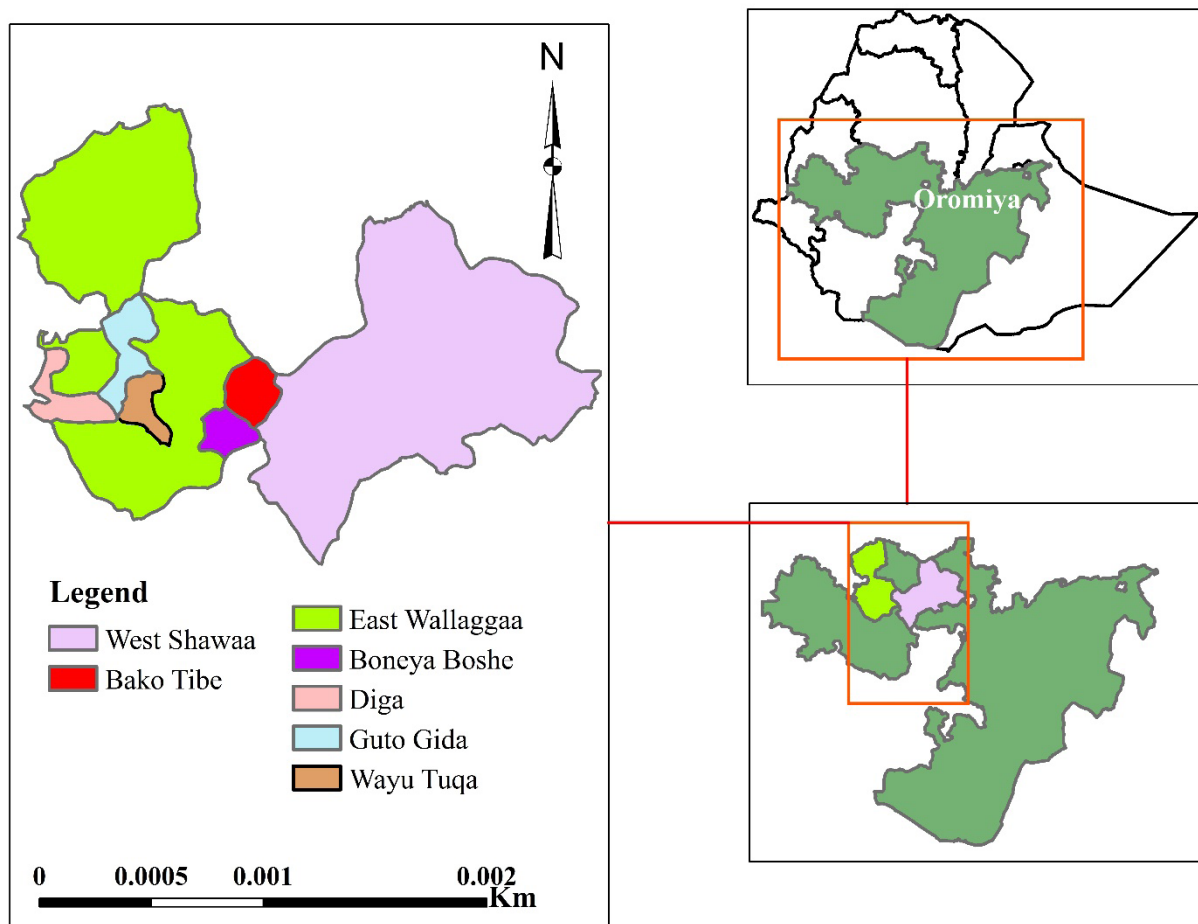 N
Oromiya
Legend
West Shawaa
Bako Tibe
East Wallaggaa
Boneya Boshe
Diga
Guto Gida
Wayu Tuqa
0 0.0005 0.001 0.002
Km